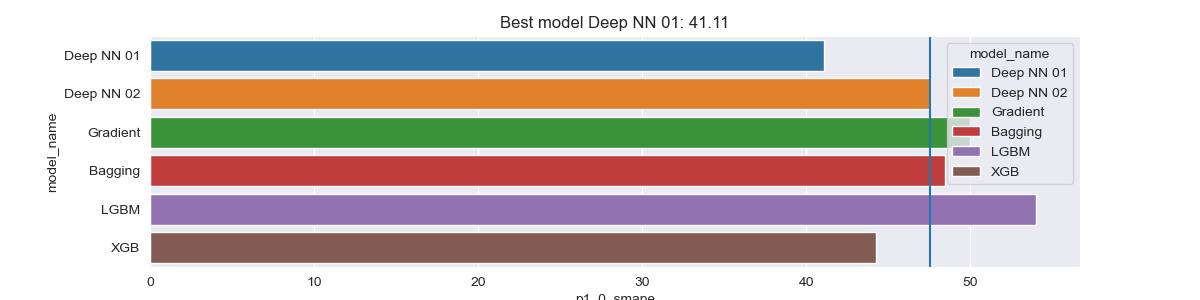 Best model Deep NN 01: 41.11
model_name
Deep NN 01
Deep NN 02
Gradient
Bagging
LGBM
XGB
model_name
Deep NN 01
Deep NN 02
Gradient
Bagging
LGBM
XGB
0 10 20 30 40 50
p1_0_smape